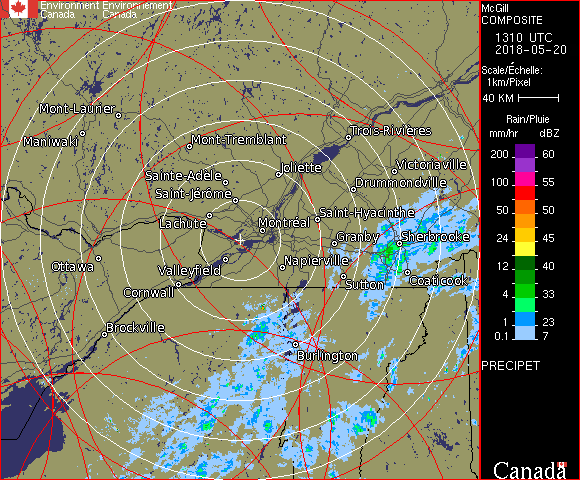 Environment Environnement
Canada Canada
McGill
COMPOSITE
1310 UTC
2018-05-20
Scale/Échelle:
1km/Pixel
40 KM
Rain/Pluie
mm/hr dBZ
200 60
100 55
50 50
24 45
12 40
4 33
2 30
1 23
0.1 7
PRECIPET
Canada
Mont-Laurier
Maniwaki
Mont-Tremblant
Trois-Rivières
Joliette
Victoriaville
Sainte-Adèle
Drummondville
Saint-Jérôme
Saint-Hyacinthe
Lachute
Montréal
Granby
Sherbrooke
Ottawa
Valleyfield
Napierville
Coaticook
Cornwall
Sutton
Brockville
Burlington